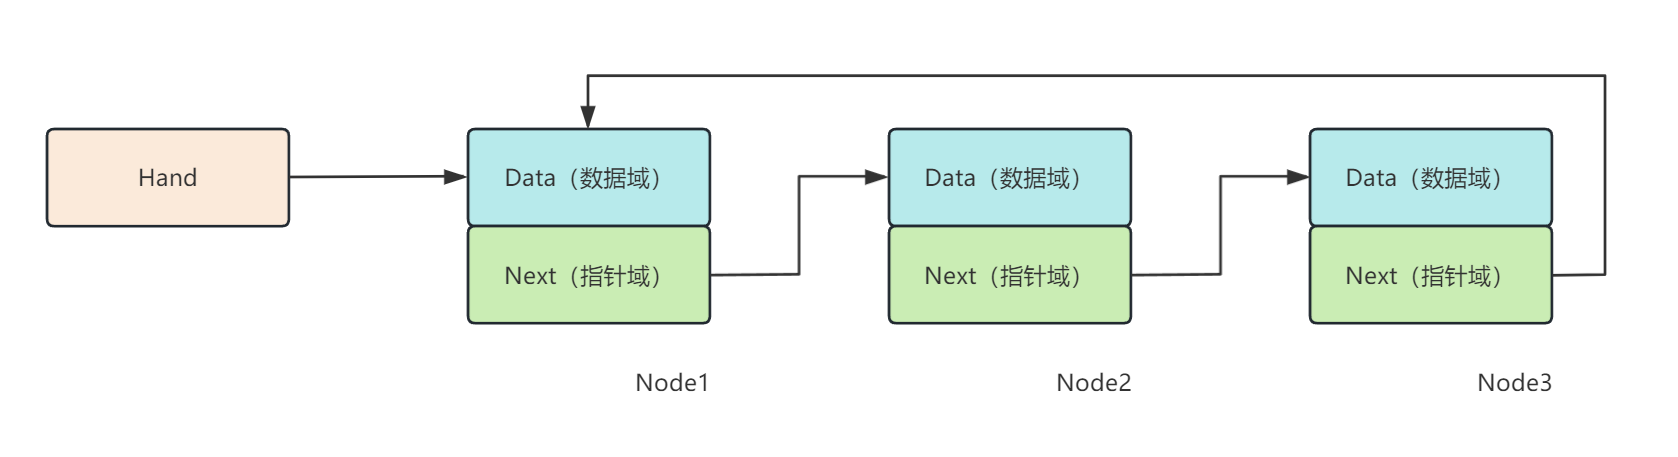 Hand
Data（数据域）
Data（数据域）
Data（数据域）
Next（指针域）
Next（指针域）
Next（指针域）
Node1
Node2
Node3